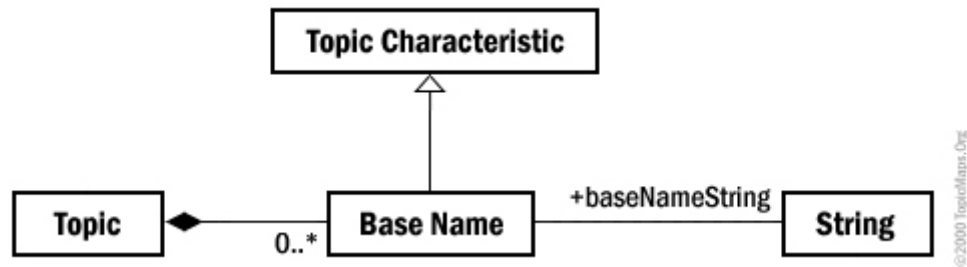 Topic Characteristic
Topic
0..*
Base Name
+baseNameString
String
©2000 TopicMaps.Org